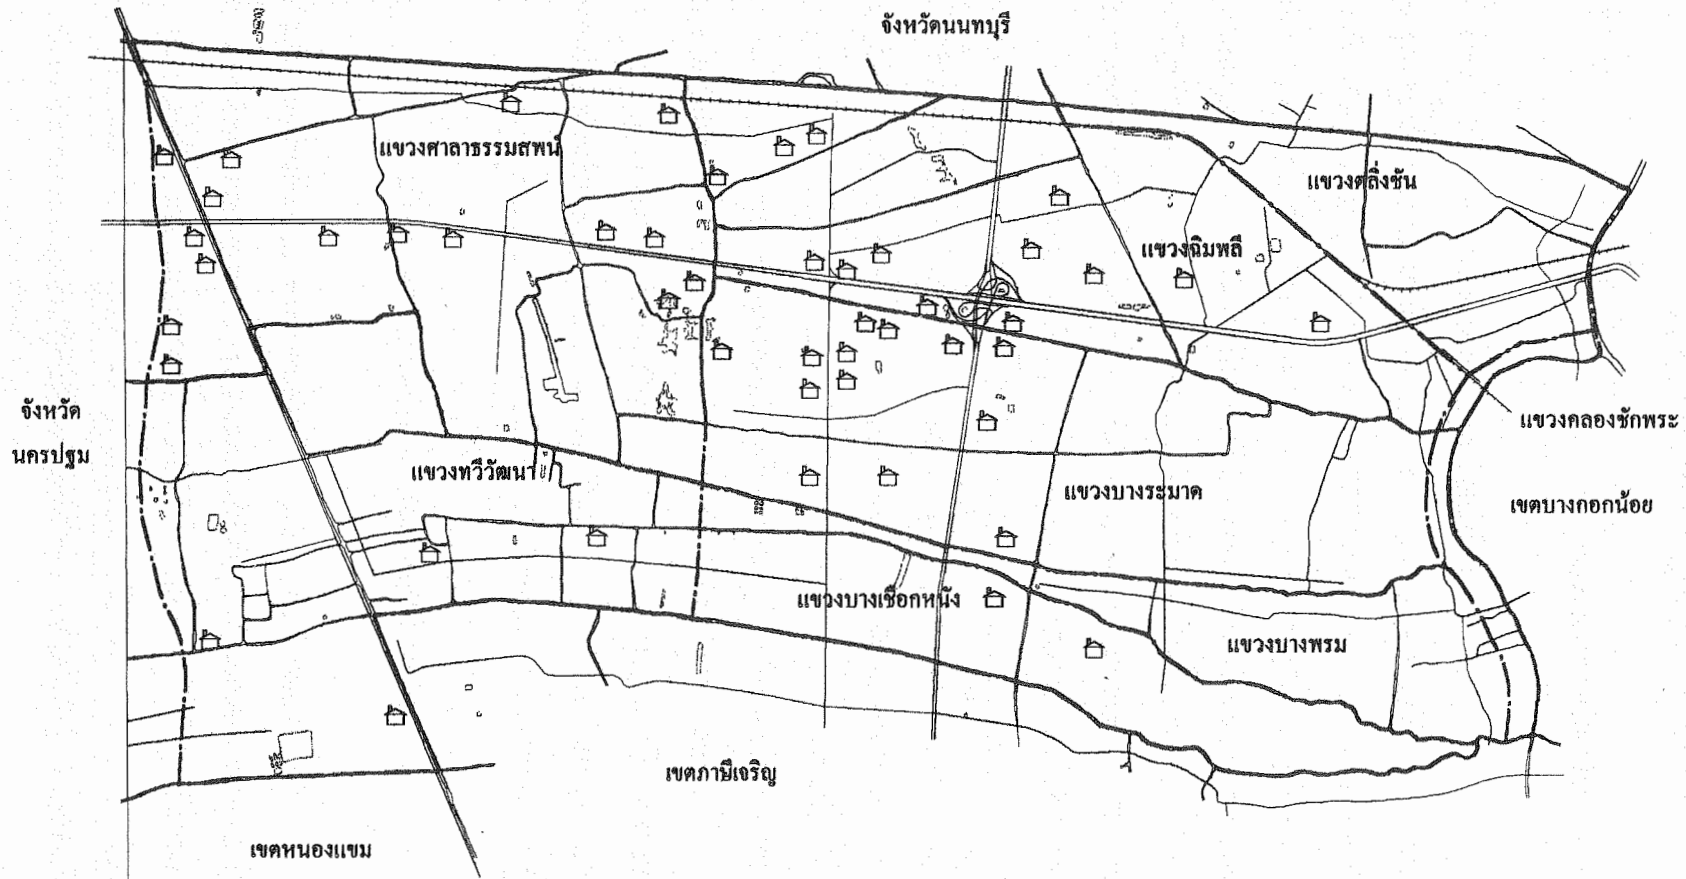 จังหวัดนนทบุรี
แขวงศาลาธรรมสพน์
แขวงตลิ่งชัน
แขวงฉิมพลี
จังหวัด
นครปฐม
แขวงคลองชักพระ
แขวงทวีวัฒนา
แขวงบางระมาด
เขตบางกอกน้อย
แขวงบางเชือกหนัง
แขวงบางพรม
เขตภาษีเจริญ
เขตหนองแขม